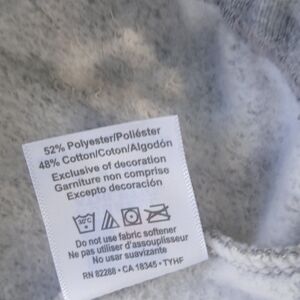 52% Polyester/Poliéster
48% Cotton/Coton/Algodón
Exclusive of decoration
Garniture non comprise
Excepto decoración
Do not use fabric softener
Ne pas utiliser d'assouplisseur
No usar suavizante
RN 82288 • CA 18345 • TYHF